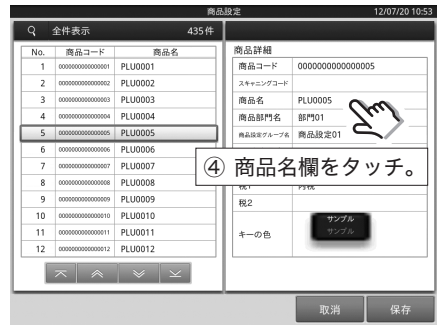 商品設定 12/07/20 10:53
全件表示 435件
No. 商品コード 商品名
1 0000000000000001 PLU0001
2 0000000000000002 PLU0002
3 0000000000000003 PLU0003
4 0000000000000004 PLU0004
5 0000000000000005 PLU0005
6 0000000000000006 PLU0006
7 0000000000000007 PLU0007
8 0000000000000008 PLU0008
9 0000000000000009 PLU0009
10 0000000000000010 PLU0010
11 0000000000000011 PLU0011
12 0000000000000012 PLU0012
商品詳細
商品コード 0000000000000005
スキャニングコード
商品名 PLU0005
商品部門名 部門01
商品設定グループ名 商品設定01
④ 商品名欄をタッチ。
税1 内税
税2
キーの色 サンプル
サンプル
取消 保存